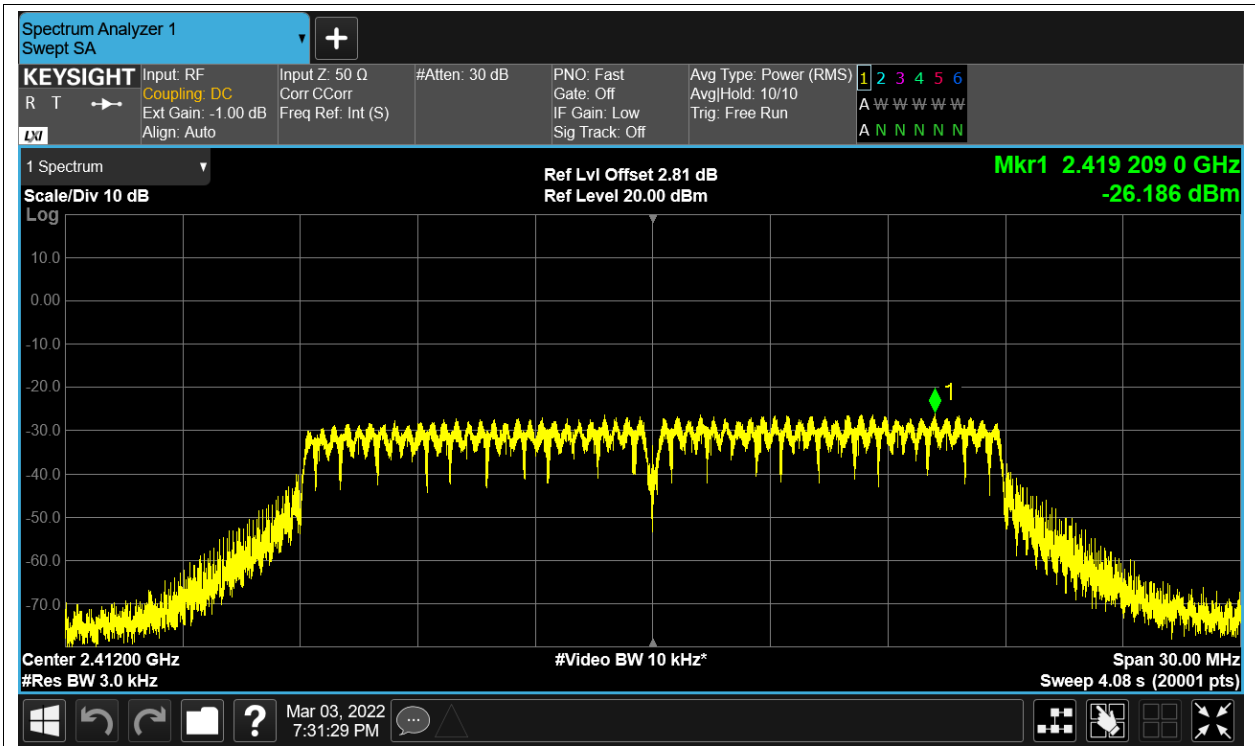 Spectrum Analyzer 1
Swept SA
+
KEYSIGHT
R T
LXI
Input: RF
Coupling: DC
Ext Gain: -1.00 dB
Align: Auto
Input Z: 50 Ω
Corr CCorr
Freq Ref: Int (S)
#Atten: 30 dB
PNO: Fast
Gate: Off
IF Gain: Low
Sig Track: Off
Avg Type: Power (RMS)
Avg|Hold: 10/10
Trig: Free Run
1 2 3 4 5 6
A W W W W W
A N N N N N
1 Spectrum
Scale/Div 10 dB
Log
Ref Lvl Offset 2.81 dB
Ref Level 20.00 dBm
Mkr1 2.419 209 0 GHz
-26.186 dBm
10.0
0.00
-10.0
-20.0
-30.0
-40.0
-50.0
-60.0
-70.0
1
Center 2.41200 GHz
#Res BW 3.0 kHz
#Video BW 10 kHz*
Span 30.00 MHz
Sweep 4.08 s (20001 pts)
?
Mar 03, 2022
7:31:29 PM